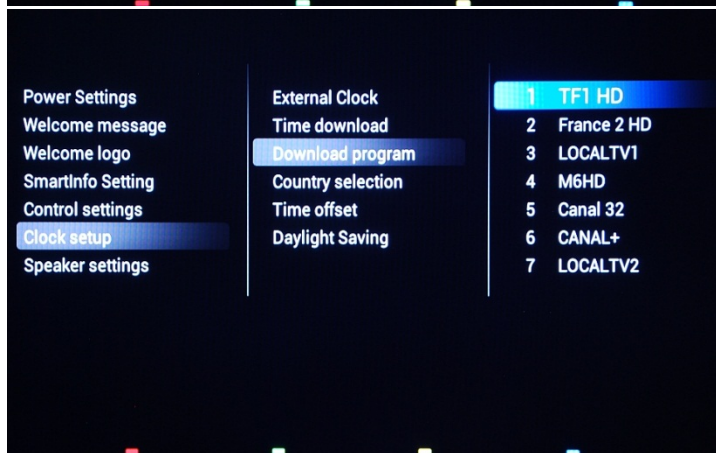 Power Settings
Welcome message
Welcome logo
SmartInfo Setting
Control settings
Clock setup
Speaker settings
External Clock
Time download
Download program
Country selection
Time offset
Daylight Saving
1 TF1 HD
2 France 2 HD
3 LOCALTV1
4 M6HD
5 Canal 32
6 CANAL+
7 LOCALTV2